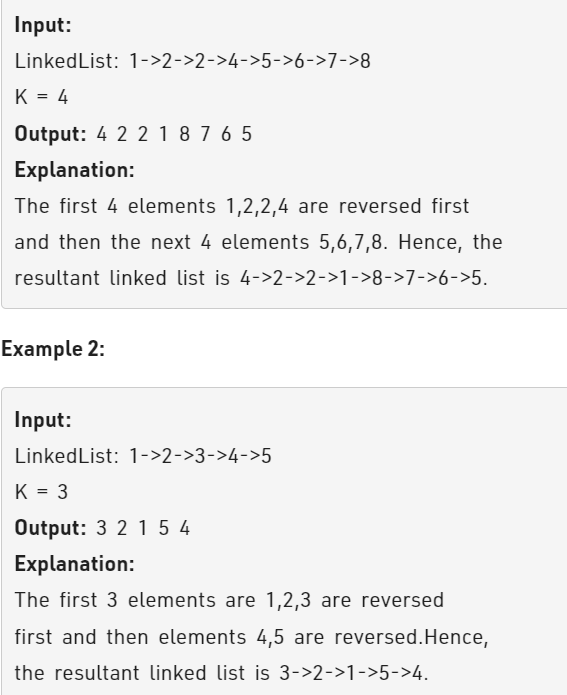 Input:
LinkedList: 1->2->2->4->5->6->7->8
K = 4
Output: 4 2 2 1 8 7 6 5
Explanation:
The first 4 elements 1,2,2,4 are reversed first
and then the next 4 elements 5,6,7,8. Hence, the
resultant linked list is 4->2->2->1->8->7->6->5.
Example 2:
Input:
LinkedList: 1->2->3->4->5
K = 3
Output: 3 2 1 5 4
Explanation:
The first 3 elements are 1,2,3 are reversed
first and then elements 4,5 are reversed.Hence,
the resultant linked list is 3->2->1->5->4.